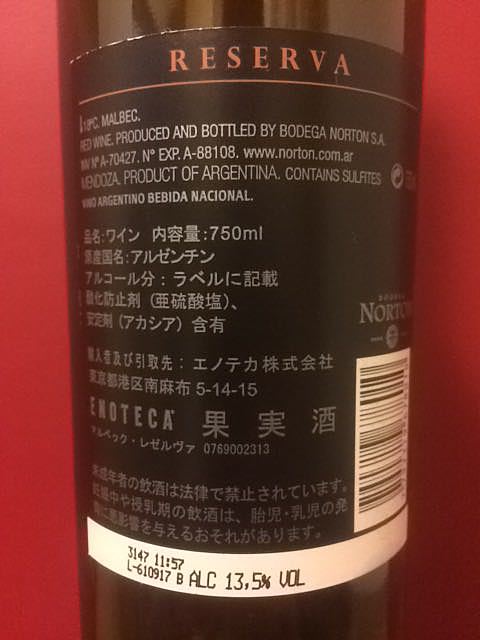 RESERVA
18ºC. MALBEC.
RED WINE. PRODUCED AND BOTTLED BY BODEGA NORTON S.A.
INV Nº A-70427. N° EXP. A-88108. www.norton.com.ar
MENDOZA. PRODUCT OF ARGENTINA. CONTAINS SULFITES
VINO ARGENTINO BEBIDA NACIONAL.
品名:ワイン 内容量:750ml
原産国名:アルゼンチン
アルコール分:ラベルに記載
酸化防止剤(亜硫酸塩)、
安定剤(アカシア)含有
BODEGA
NORTON
輸入者及び引取先:エノテカ株式会社
東京都港区南麻布 5-14-15
ENOTECA 果実酒
マルベック・レゼルヴァ 0769002313
未成年者の飲酒は法律で禁止されています。
妊娠中や授乳期の飲酒は、胎児・乳児の発
育に悪影響を与えるおそれがあります。
3147 11:57
L-610917 B ALC 13,5% VOL